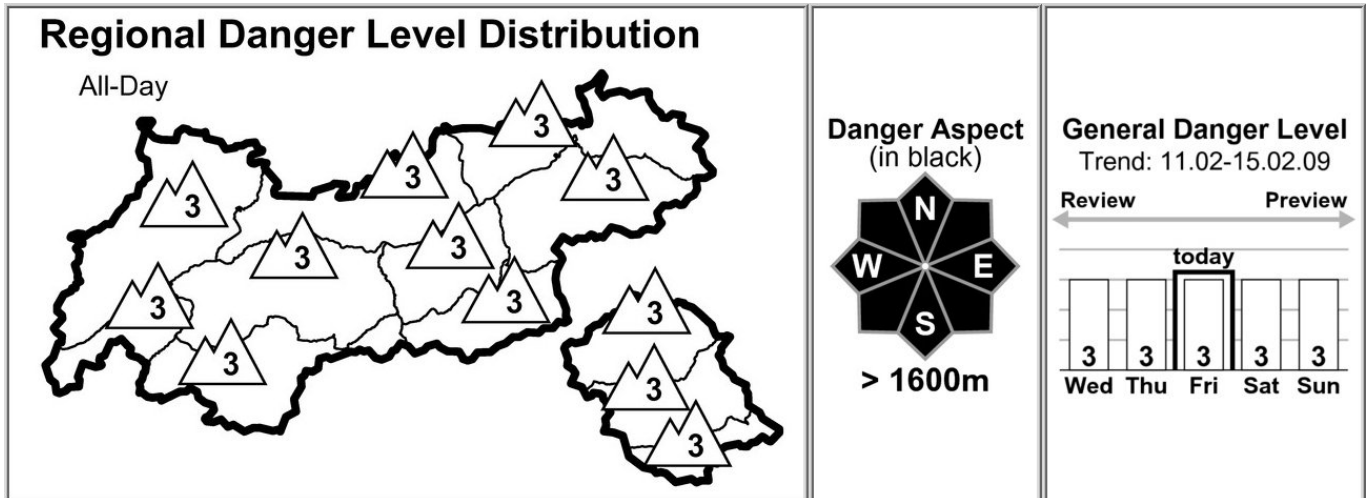 Regional Danger Level Distribution
All-Day
3
3
3
3
3
3
3
3
3
3
3
3
Danger Aspect
(in black)
N
W E
S
> 1600m
General Danger Level
Trend: 11.02-15.02.09
Review Preview
today
3 3 3 3 3
Wed Thu Fri Sat Sun